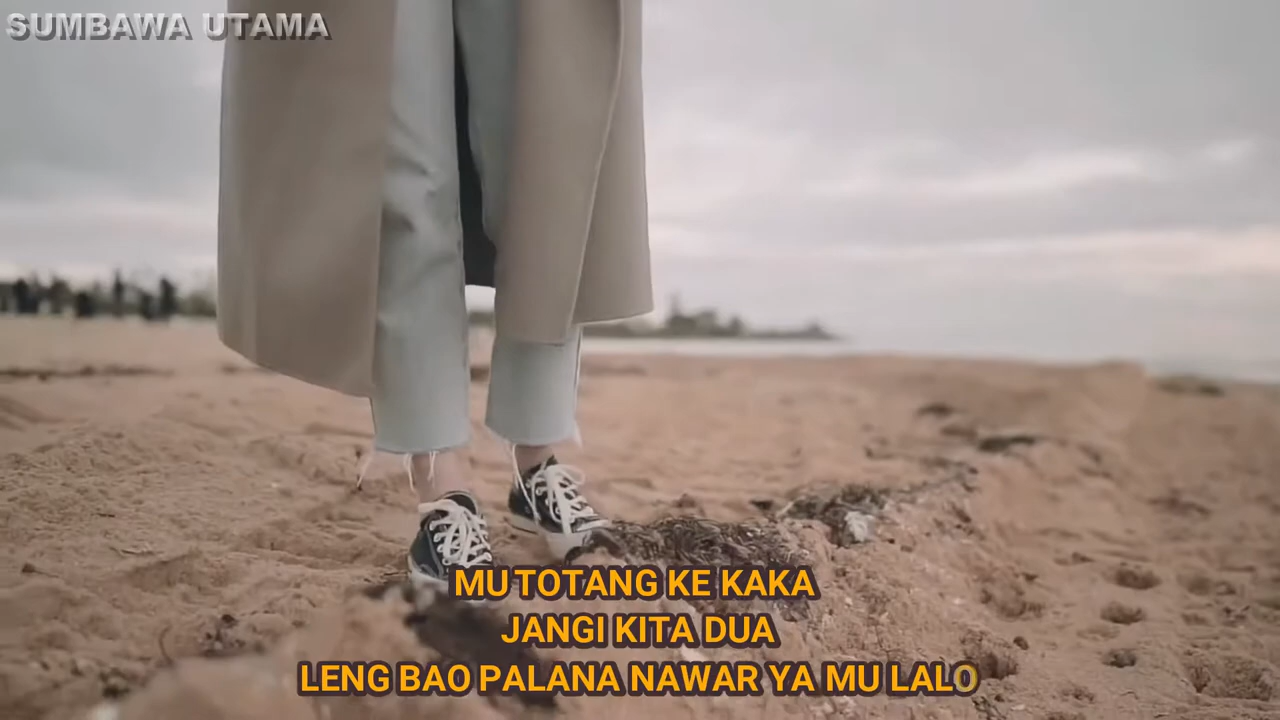 SUMBAWA UTAMA
MU TOTANG KE KAKA
JANGI KITA DUA
LENG BAO PALANA NAWAR YA MU LALO